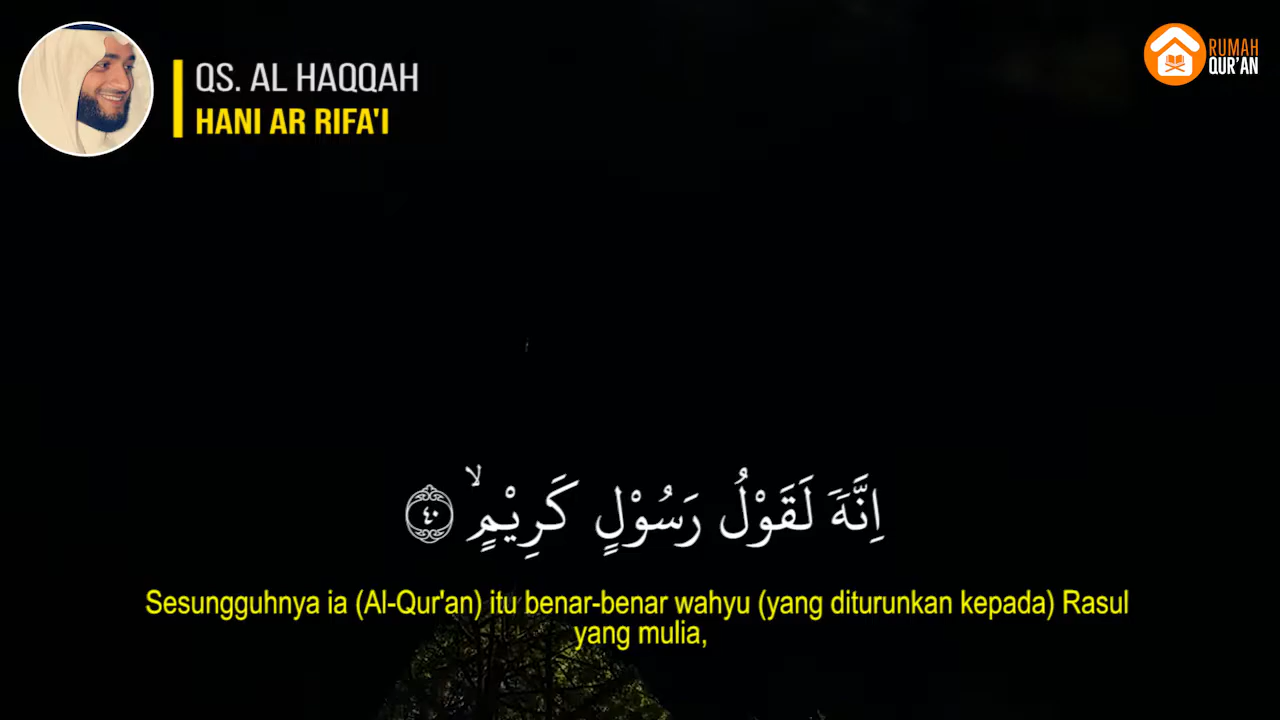 QS. AL HAQQAH
HANI AR RIFA'I
RUMAH
QUR'AN
اِنَّهٗ لَقَوْلُ رَسُوْلٍ كَرِيْمٍۙ ٤٠
Sesungguhnya ia (Al-Qur'an) itu benar-benar wahyu (yang diturunkan kepada) Rasul
yang mulia,